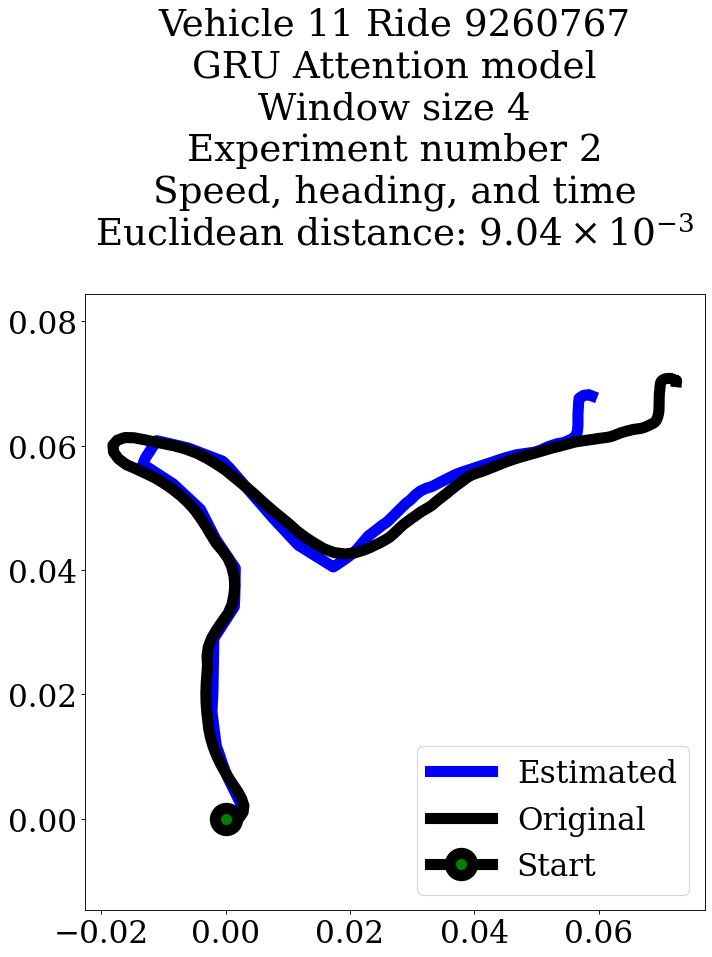 Vehicle 11 Ride 9260767
GRU Attention model
Window size 4
Experiment number 2
Speed, heading, and time
Euclidean distance: 9.04 × 10⁻³
0.08
0.06
0.04
0.02
0.00
Estimated
Original
Start
−0.02 0.00 0.02 0.04 0.06